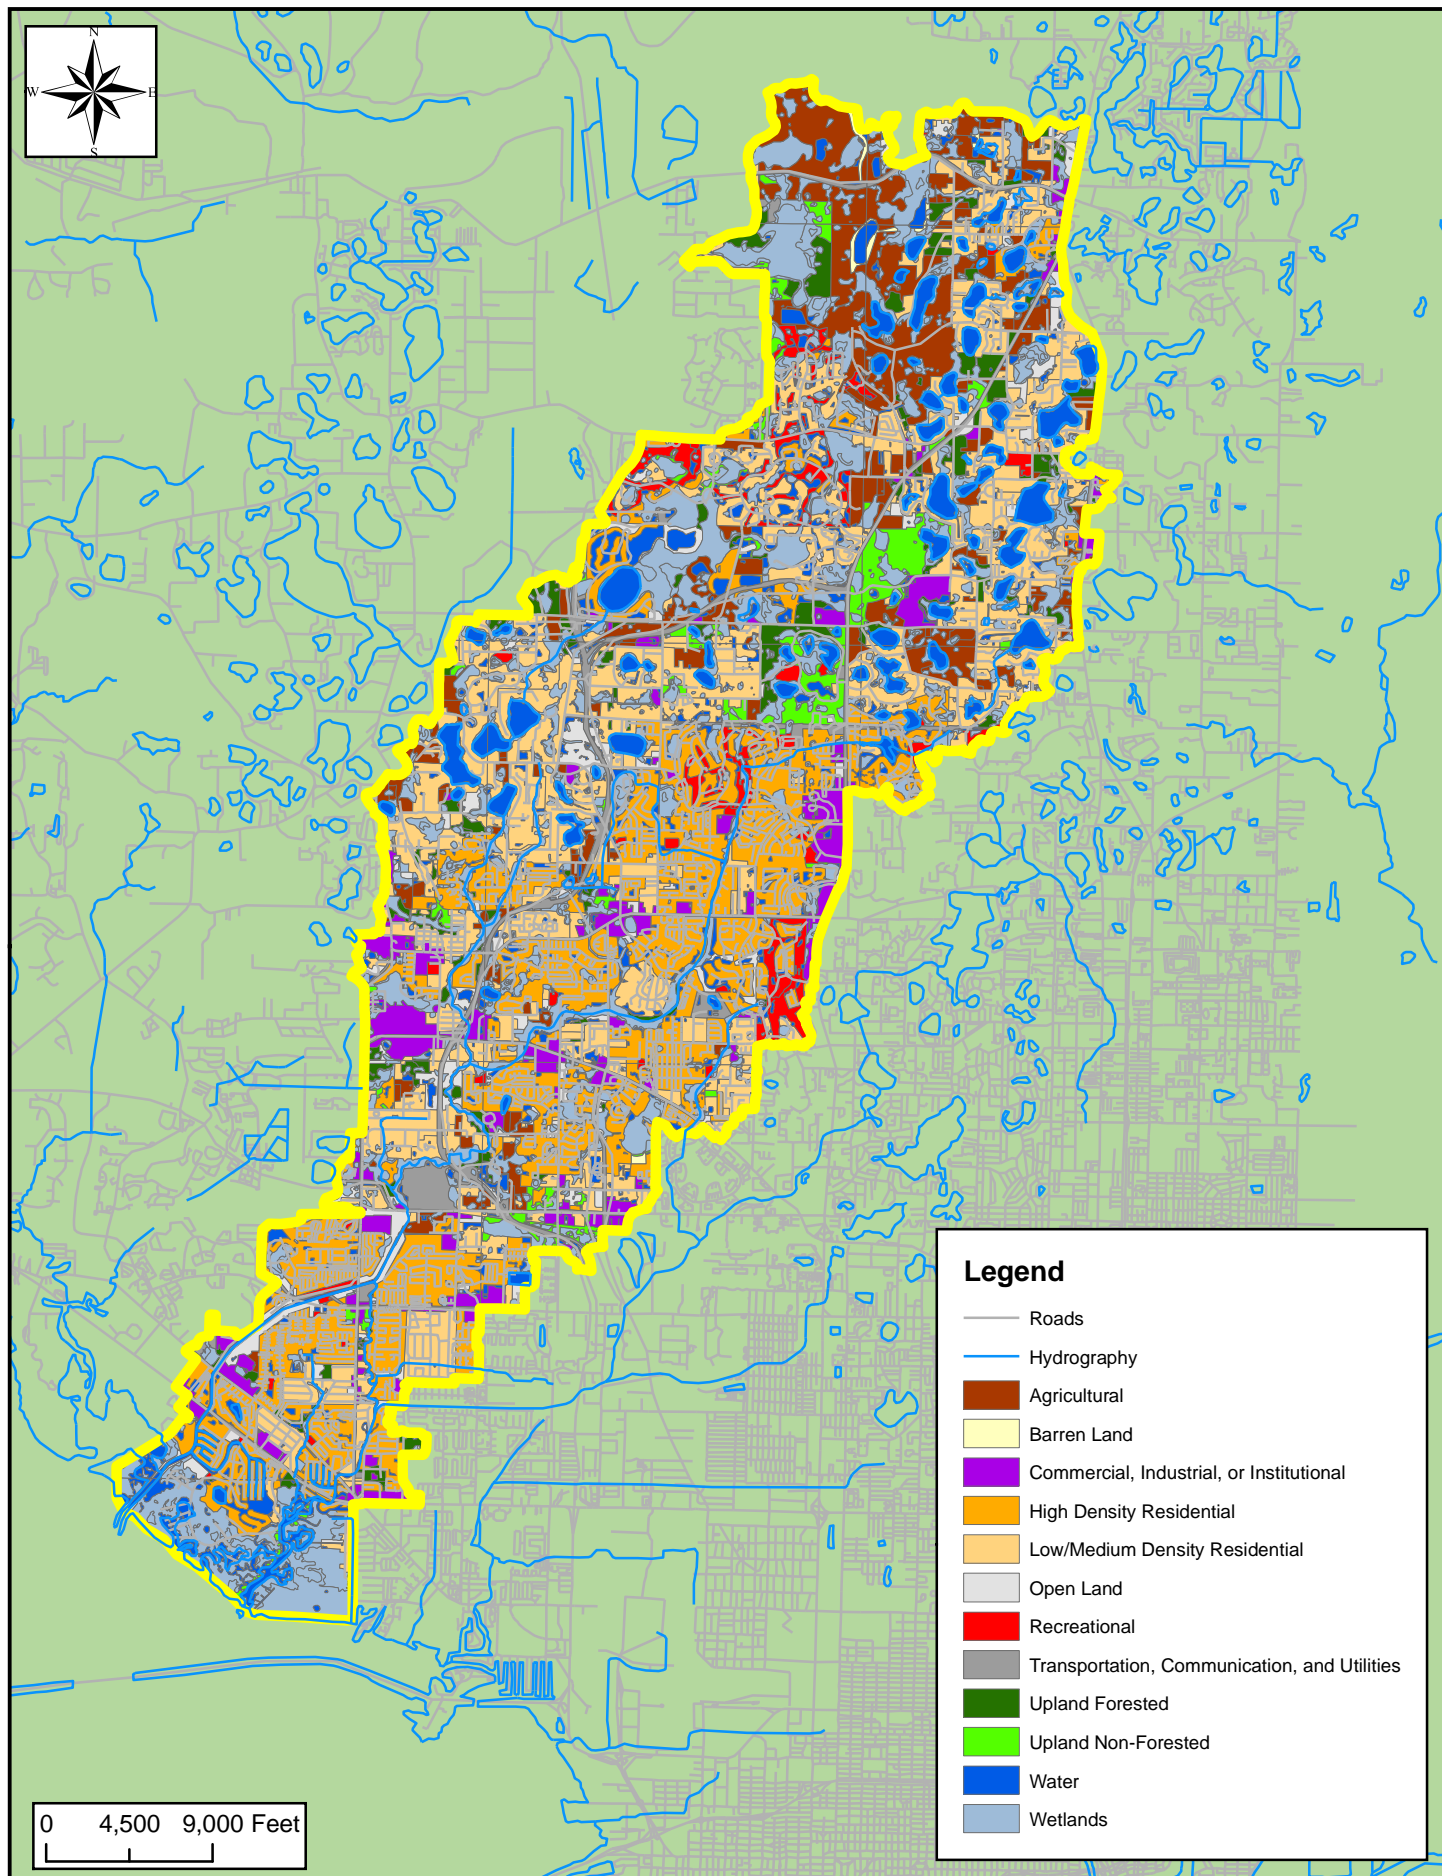 N
W
E
S
Legend
Roads
Hydrography
Agricultural
Barren Land
Commercial, Industrial, or Institutional
High Density Residential
Low/Medium Density Residential
Open Land
Recreational
Transportation, Communication, and Utilities
Upland Forested
Upland Non-Forested
Water
Wetlands
0 4,500 9,000 Feet